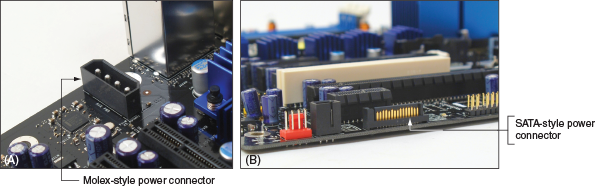 (A)
Molex-style power connector
(B)
SATA-style power
connector